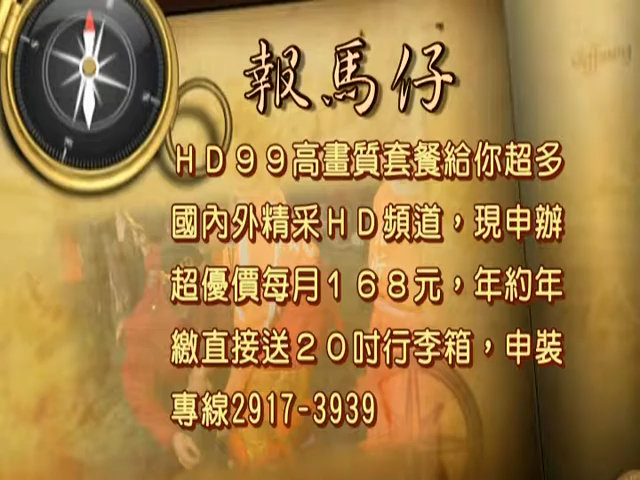 報馬仔
ＨＤ９９高畫質套餐給你超多
國內外精采ＨＤ頻道，現申辦
超優價每月１６８元，年約年
繳直接送２０吋行李箱，申裝
專線2917-3939